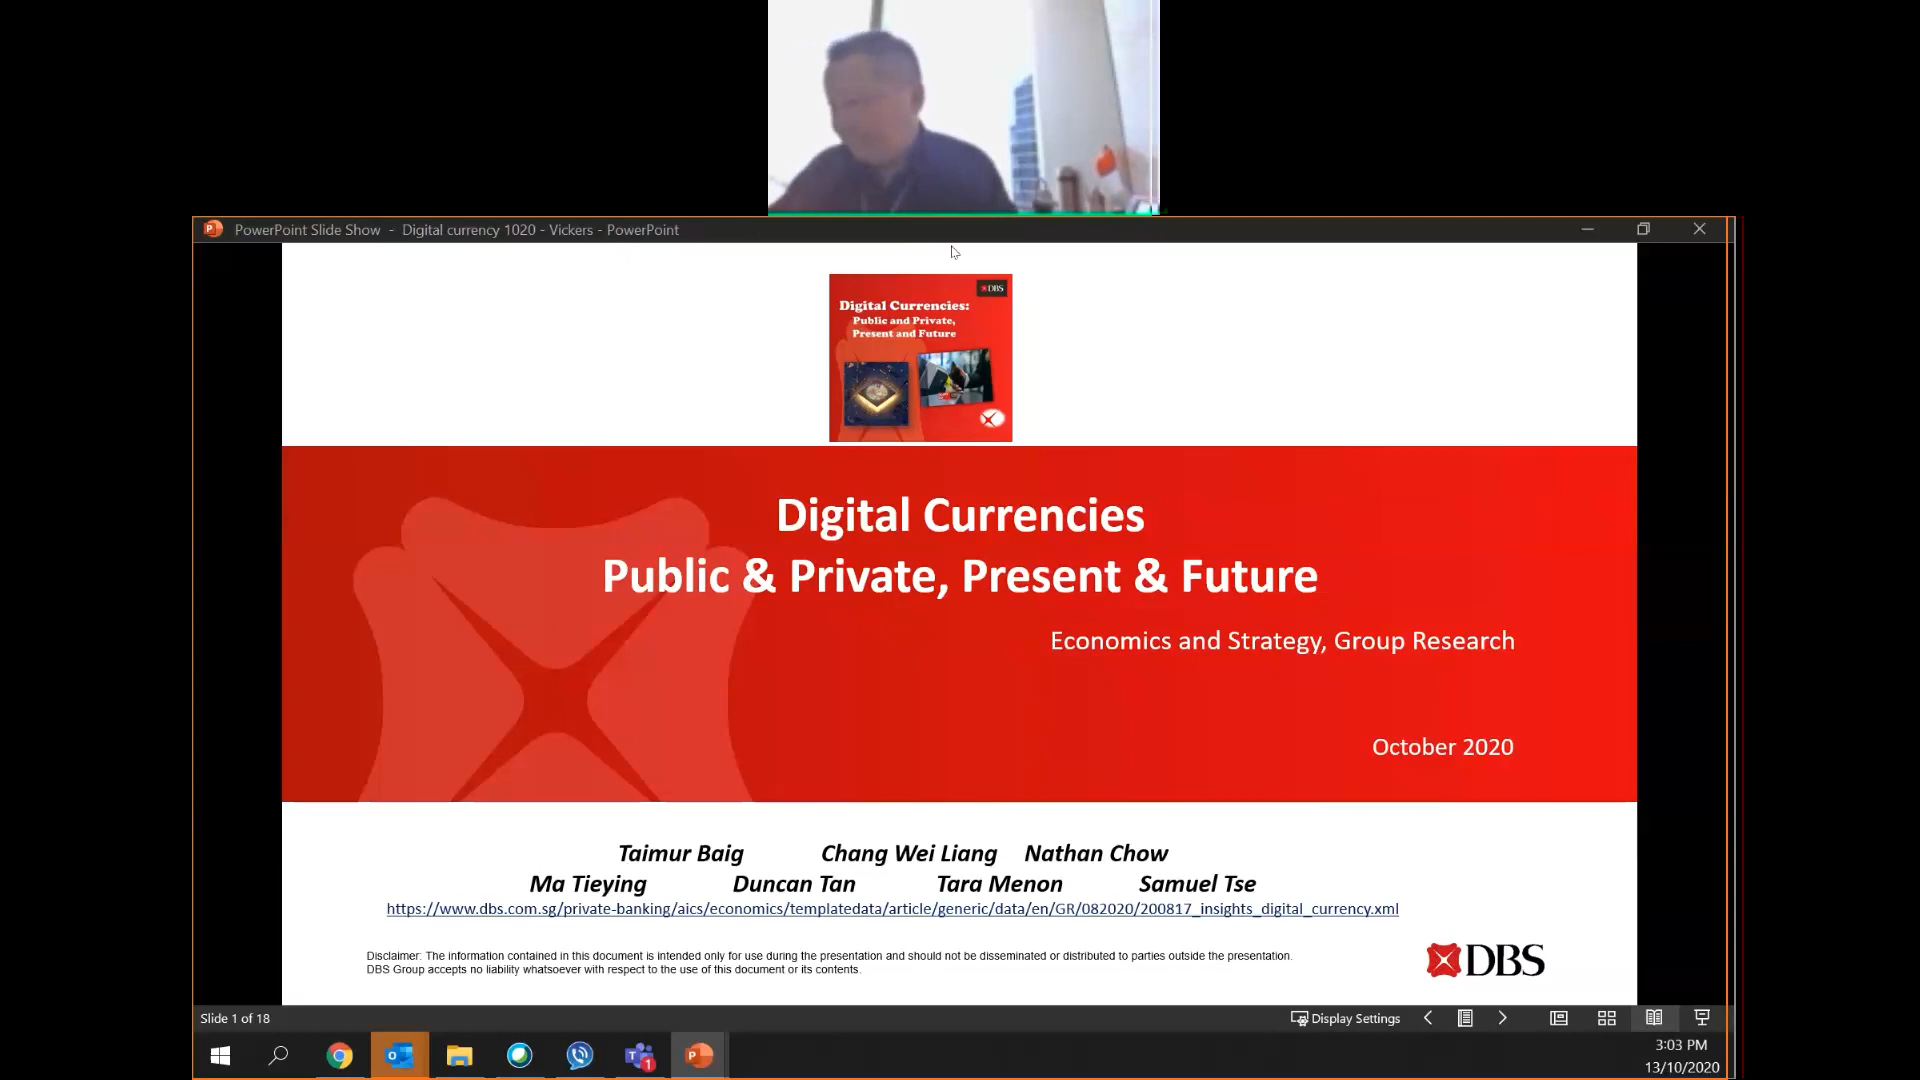 PowerPoint Slide Show - Digital currency 1020 - Vickers - PowerPoint
DBS
Digital Currencies:
Public and Private,
Present and Future
Digital Currencies
Public & Private, Present & Future
Economics and Strategy, Group Research
October 2020
Taimur Baig Chang Wei Liang Nathan Chow
Ma Tieying Duncan Tan Tara Menon Samuel Tse
https://www.dbs.com.sg/private-banking/aics/economics/templatedata/article/generic/data/en/GR/082020/200817_insights_digital_currency.xml
Disclaimer: The information contained in this document is intended only for use during the presentation and should not be disseminated or distributed to parties outside the presentation.
DBS Group accepts no liability whatsoever with respect to the use of this document or its contents.
DBS
Slide 1 of 18
Display Settings
3:03 PM
13/10/2020